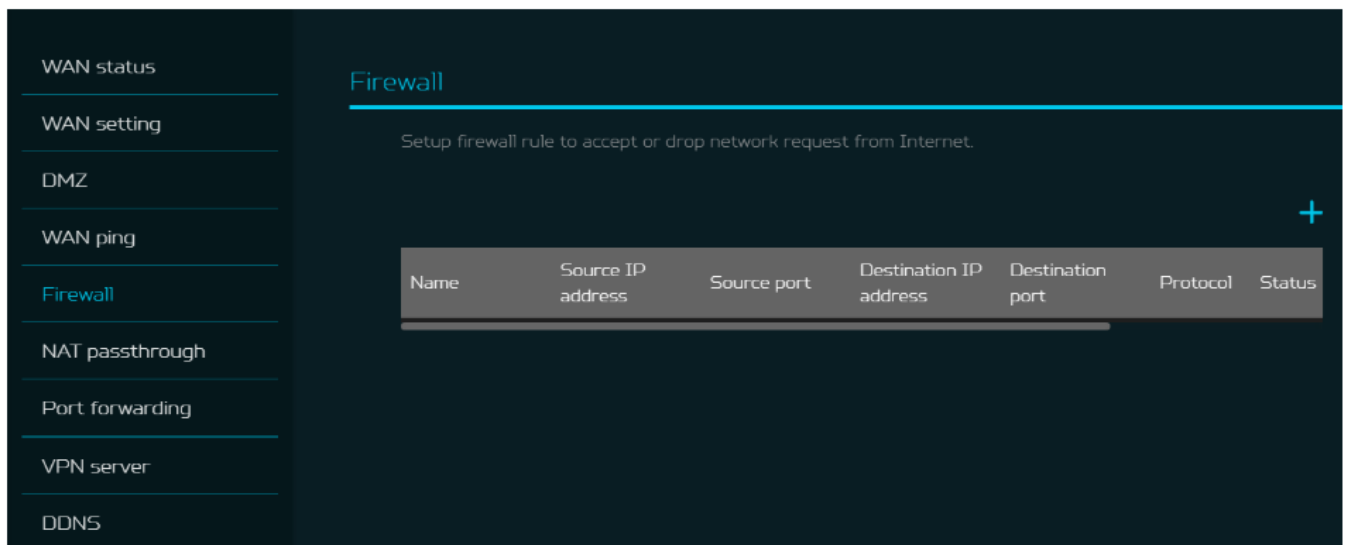 WAN status
WAN setting
DMZ
WAN ping
Firewall
NAT passthrough
Port forwarding
VPN server
DDNS
Firewall
Setup firewall rule to accept or drop network request from Internet.
+
Name
Source IP
address
Source port
Destination IP
address
Destination
port
Protocol
Status